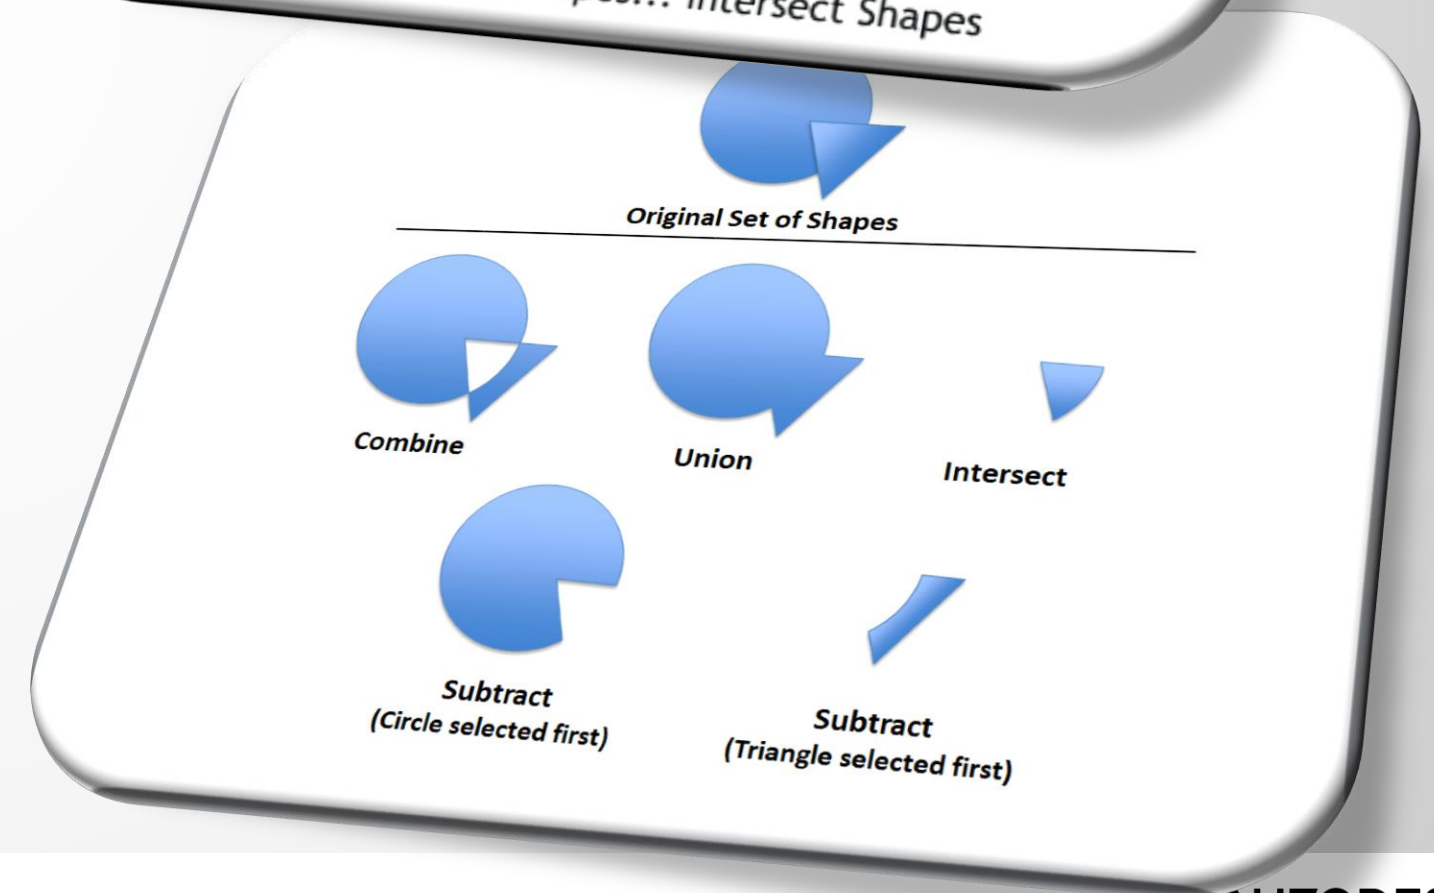 Intersect Shapes
Original Set of Shapes
Combine
Union
Intersect
Subtract
(Circle selected first)
Subtract
(Triangle selected first)